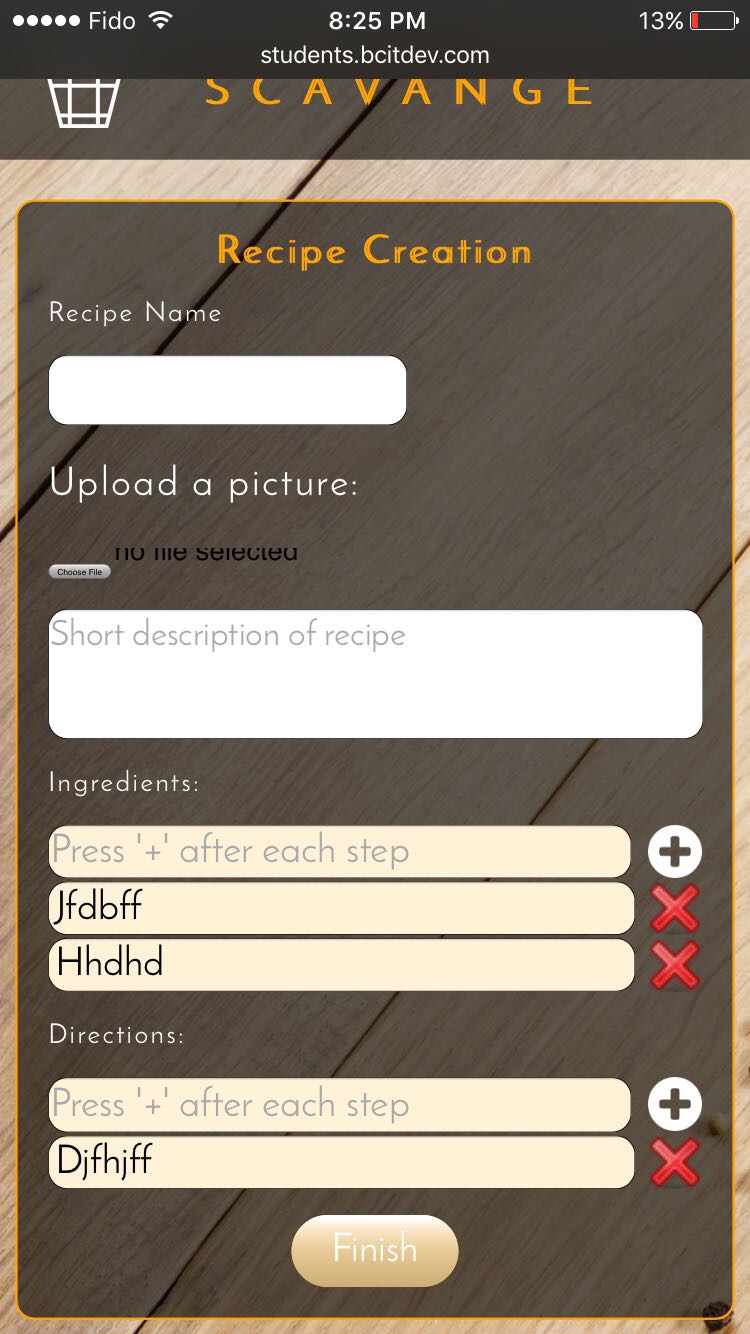 Fido 8:25 PM 13%
students.bcitdev.com
SCAVANGE
Recipe Creation
Recipe Name
Upload a picture:
no file selected
Choose File
Short description of recipe
Ingredients:
Press '+' after each step
Jfdbff
Hhdhd
Directions:
Press '+' after each step
Djfhjff
Finish